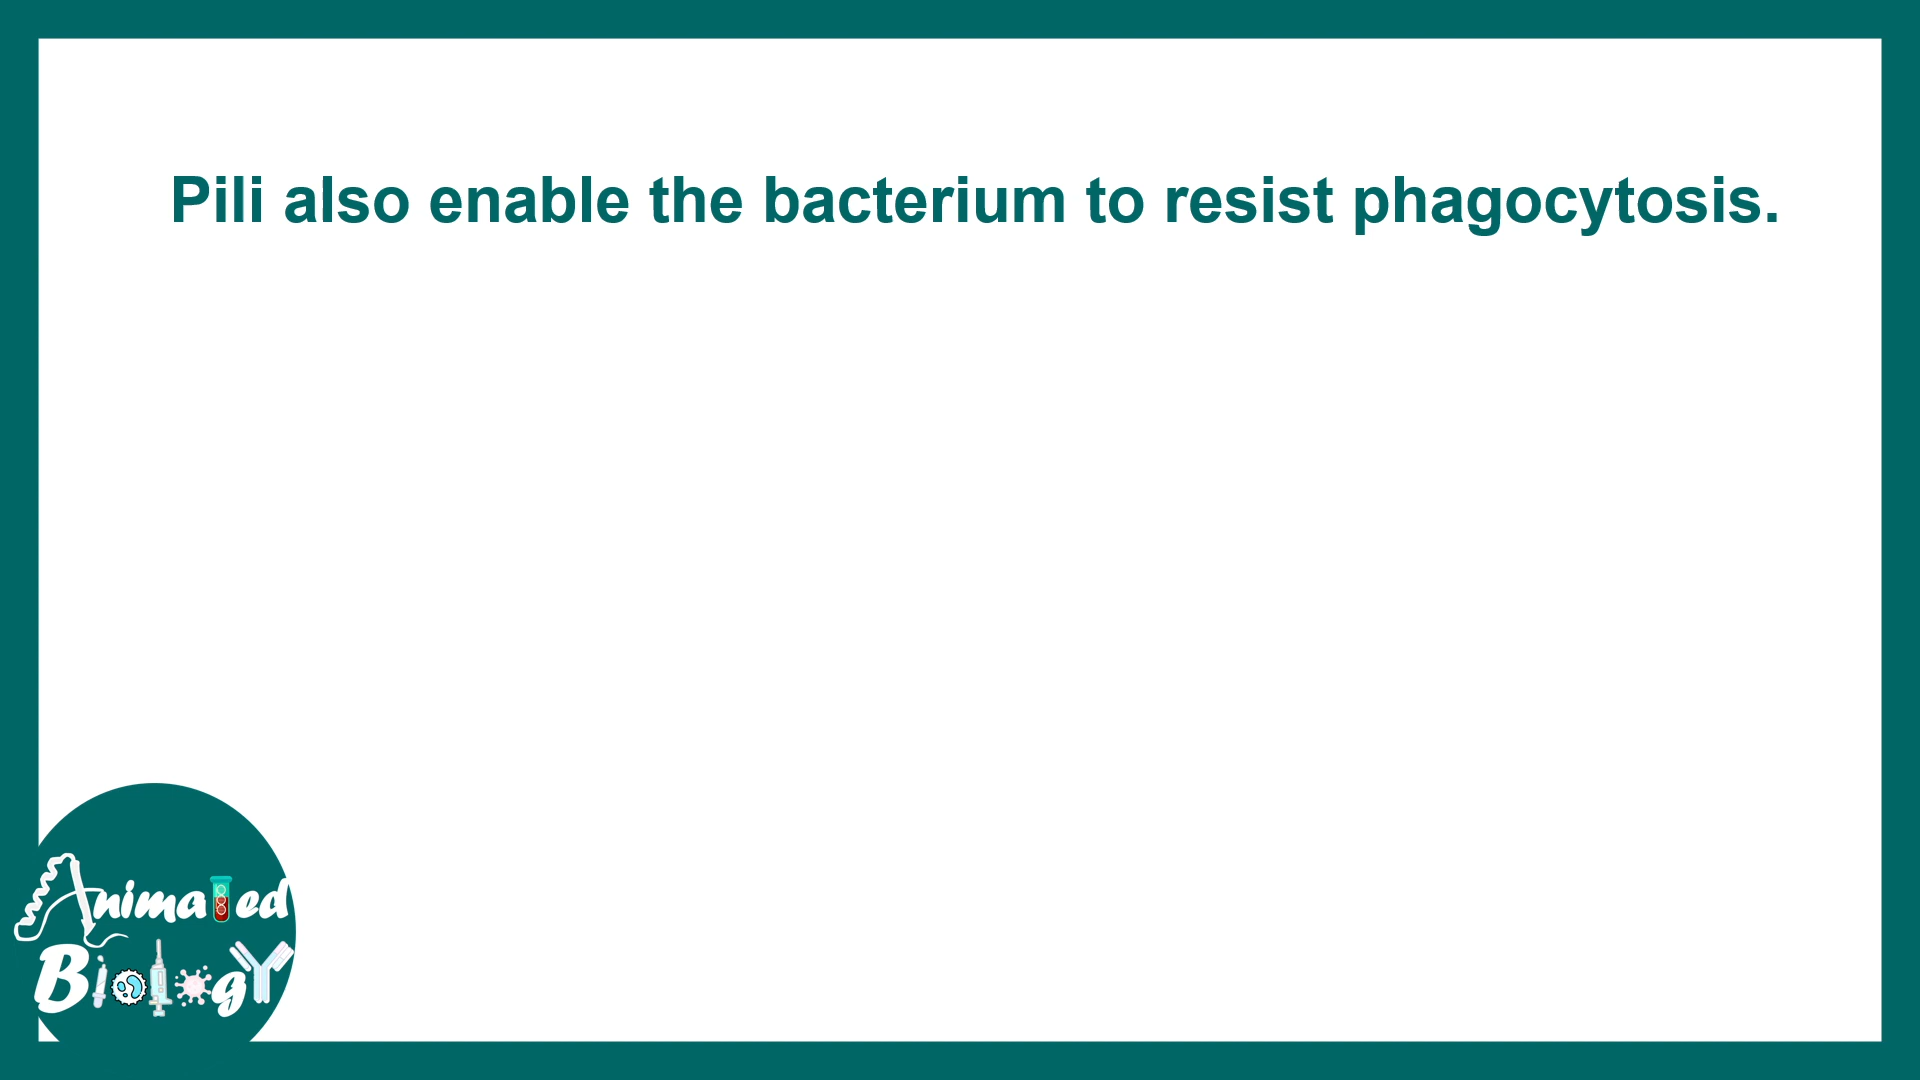 Pili also enable the bacterium to resist phagocytosis.
Animated
Biology